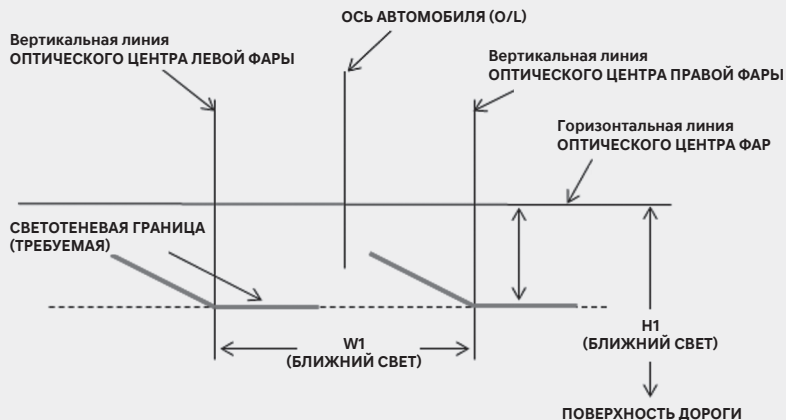 ОСЬ АВТОМОБИЛЯ (O/L)
Вертикальная линия
ОПТИЧЕСКОГО ЦЕНТРА ЛЕВОЙ ФАРЫ
Вертикальная линия
ОПТИЧЕСКОГО ЦЕНТРА ПРАВОЙ ФАРЫ
Горизонтальная линия
ОПТИЧЕСКОГО ЦЕНТРА ФАР
СВЕТОТЕНЕВАЯ ГРАНИЦА
(ТРЕБУЕМАЯ)
W1
(БЛИЖНИЙ СВЕТ)
H1
(БЛИЖНИЙ СВЕТ)
ПОВЕРХНОСТЬ ДОРОГИ